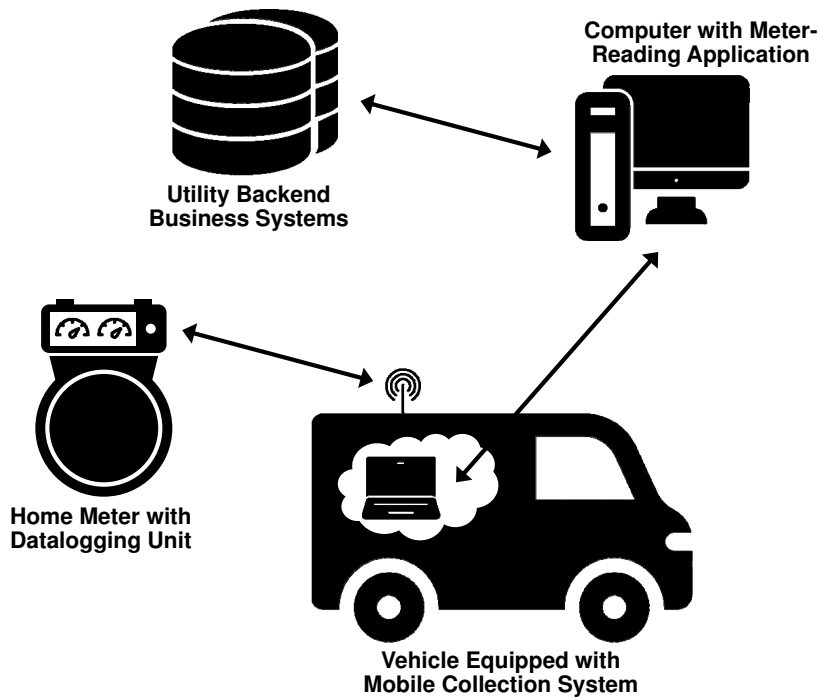 Computer with Meter-
Reading Application
Utility Backend
Business Systems
Home Meter with
Datalogging Unit
Vehicle Equipped with
Mobile Collection System